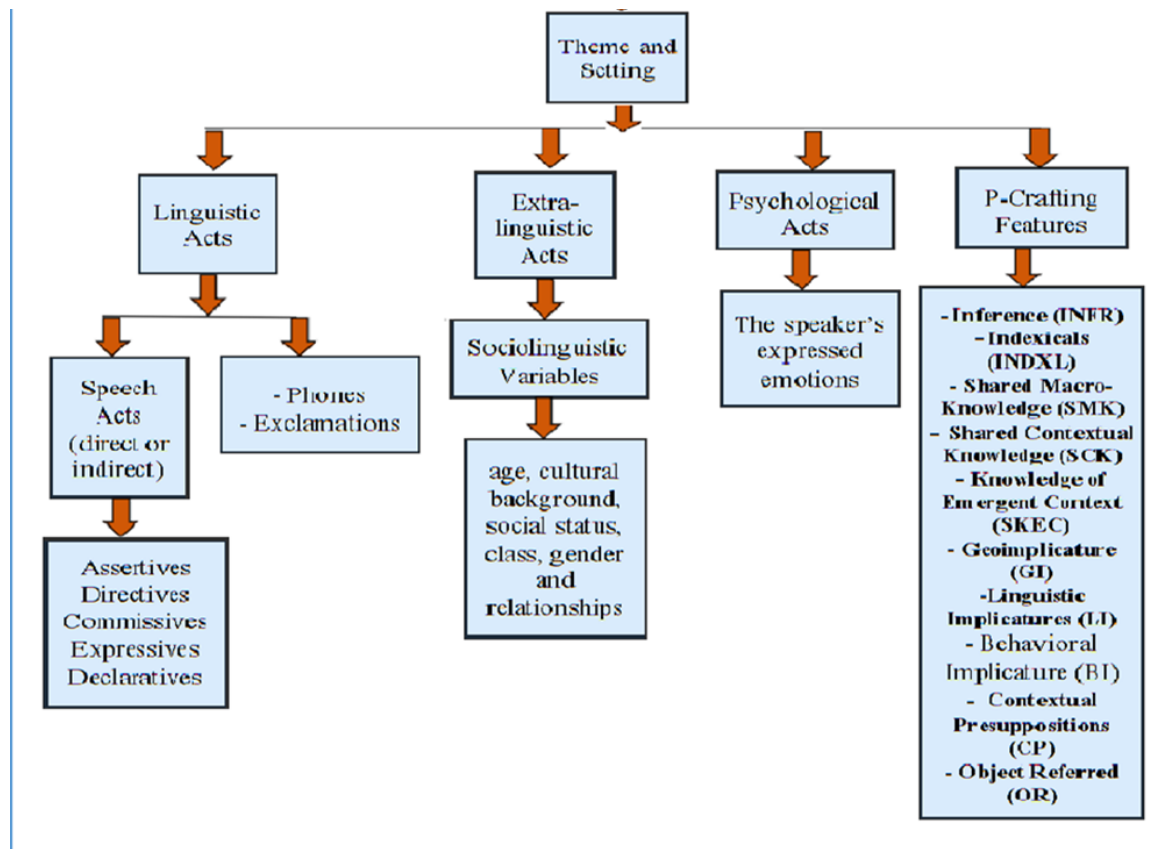 Theme and
Setting
Linguistic
Acts
Extra-
linguistic
Acts
Psychological
Acts
P-Crafting
Features
Speech
Acts
(direct or
indirect)
- Phones
- Exclamations
Sociolinguistic
Variables
The speaker's
expressed
emotions
- Inference (INFR)
- Indexicals
(INDXL)
- Shared Macro-
Knowledge (SMK)
- Shared Contextual
Knowledge (SCK)
- Knowledge of
Emergent Context
(SKEC)
- Geoimplicature
(GI)
-Linguistic
Implicatures (LI)
- Behavioral
Implicature (BI)
- Contextual
Presuppositions
(CP)
- Object Referred
(OR)
Assertives
Directives
Commissives
Expressives
Declaratives
age, cultural
background,
social status,
class, gender
and
relationships